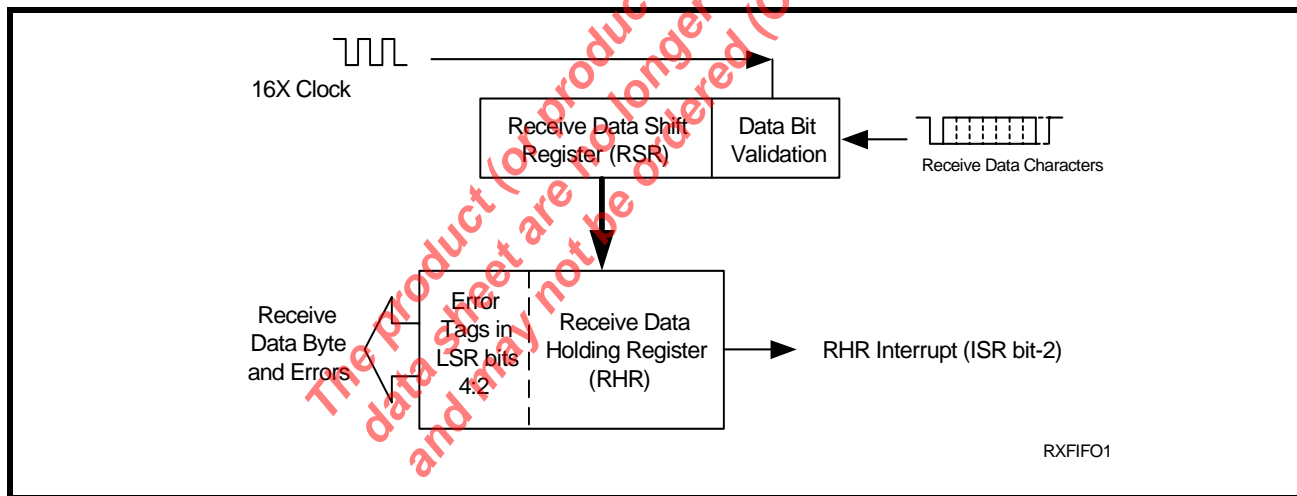 16X Clock
Receive Data Shift
Register (RSR)
Data Bit
Validation
Receive Data Characters
Receive
Data Byte
and Errors
Error
Tags in
LSR bits
4:2
Receive Data
Holding Register
(RHR)
RHR Interrupt (ISR bit-2)
RXFIFO1
The product (or produc
data sheet are no longer
and may not be ordered (O